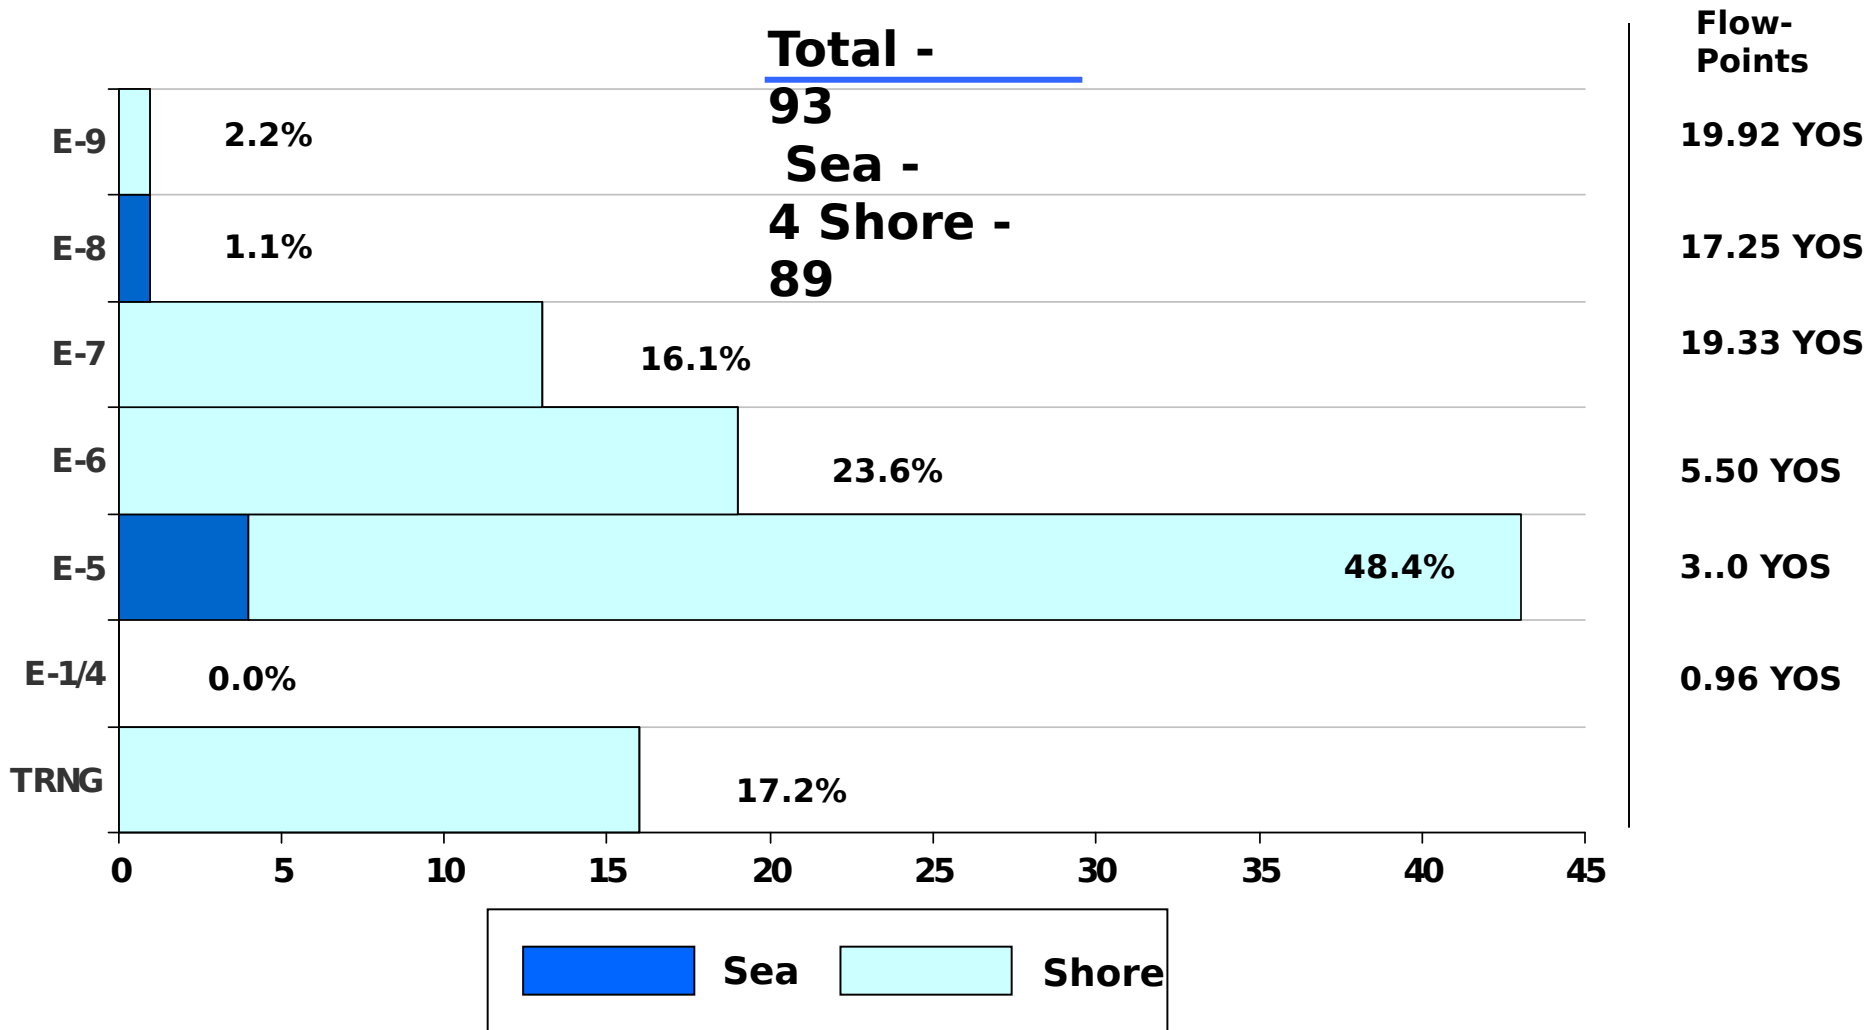 Total -
93
Sea -
4 Shore -
89
Flow-
Points
E-9 2.2% 19.92 YOS
E-8 1.1% 17.25 YOS
E-7 16.1% 19.33 YOS
E-6 23.6% 5.50 YOS
E-5 48.4% 3..0 YOS
E-1/4 0.0% 0.96 YOS
TRNG 17.2%
0 5 10 15 20 25 30 35 40 45
Sea Shore